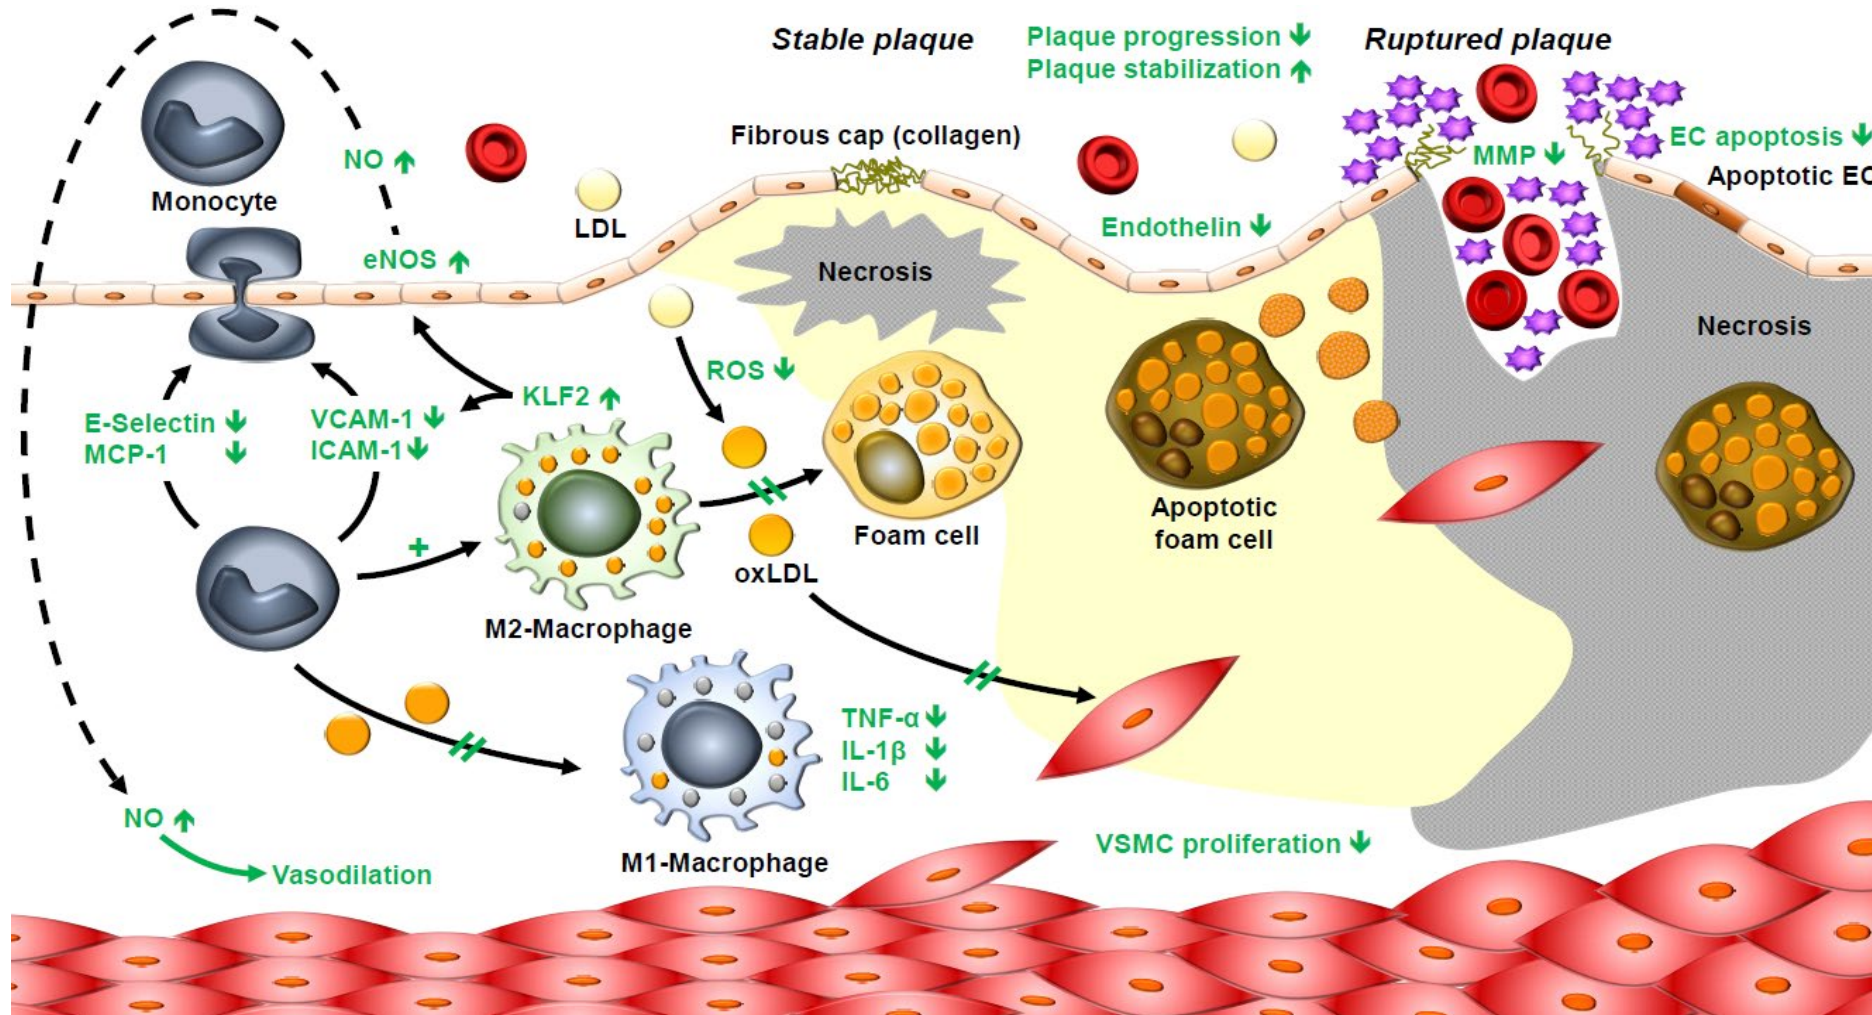 Stable plaque
Plaque progression ↓
Plaque stabilization ↑
Ruptured plaque
Monocyte
NO ↑
LDL
Fibrous cap (collagen)
MMP ↓
EC apoptosis ↓
Apoptotic EC
eNOS ↑
Necrosis
Endothelin ↓
Necrosis
ROS ↓
KLF2 ↑
E-Selectin ↓
MCP-1 ↓
VCAM-1 ↓
ICAM-1 ↓
+
M2-Macrophage
oxLDL
Foam cell
Apoptotic
foam cell
TNF-α ↓
IL-1β ↓
IL-6 ↓
M1-Macrophage
NO ↑
Vasodilation
VSMC proliferation ↓